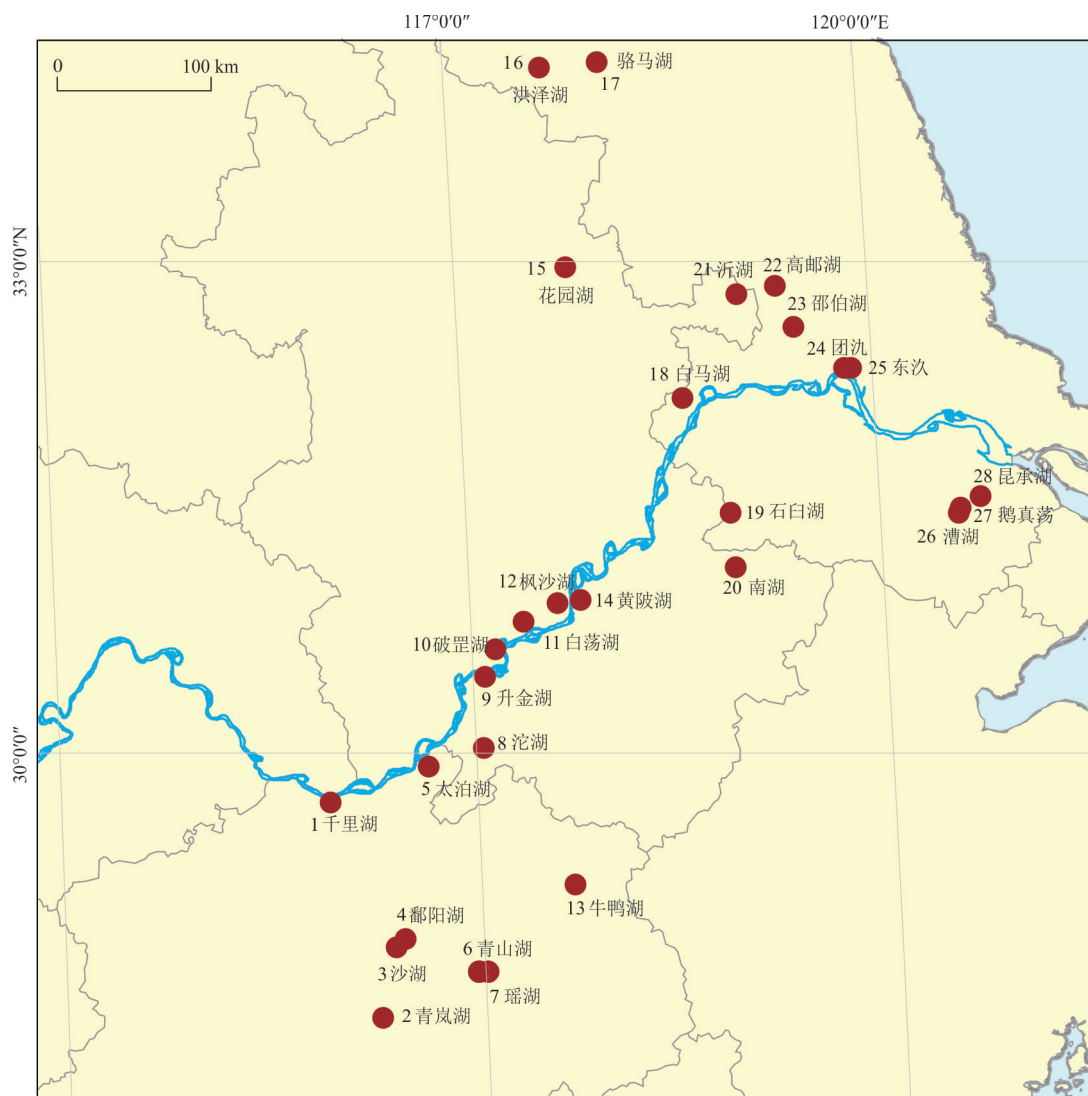 117°0′0″
120°0′0″E
0
100 km
16
骆马湖
17
洪泽湖
33°0′0″N
15
花园湖
21 沂湖
22 高邮湖
23 邵伯湖
24 团氿
25 东氿
18 白马湖
28 昆承湖
27 鹅真荡
26 漕湖
19 石臼湖
20 南湖
12 枫沙湖
14 黄陂湖
10 破罡湖
11 白荡湖
9 升金湖
8 沱湖
30°0′0″
5 太泊湖
1 千里湖
13 牛鸭湖
4 鄱阳湖
6 青山湖
3 沙湖
7 瑶湖
2 青岚湖